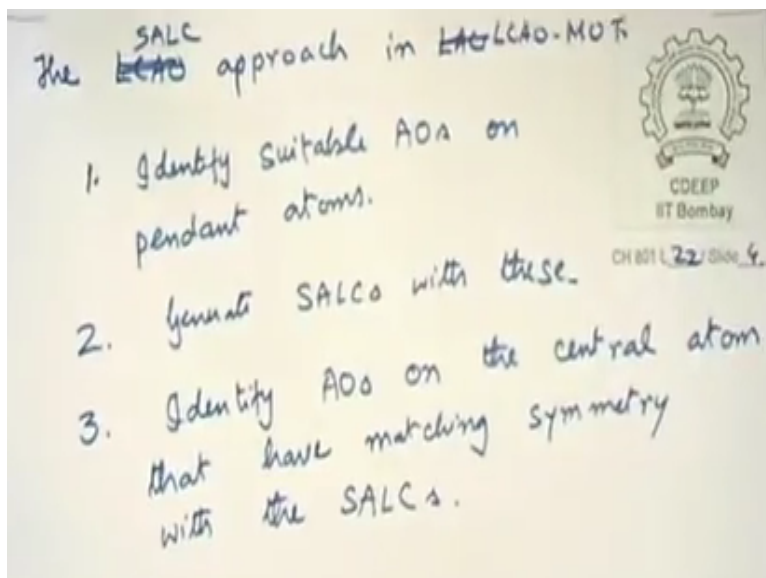 SALC
The LCAO approach in LAO LCAO-MOT.
1. Identify suitable AOs on
pendant atoms.
2. Generate SALCs with these.
3. Identify AOs on the central atom
that have matching symmetry
with the SALCs.
CDEEP
IIT Bombay
CH 801 L 22 / Slide 4.